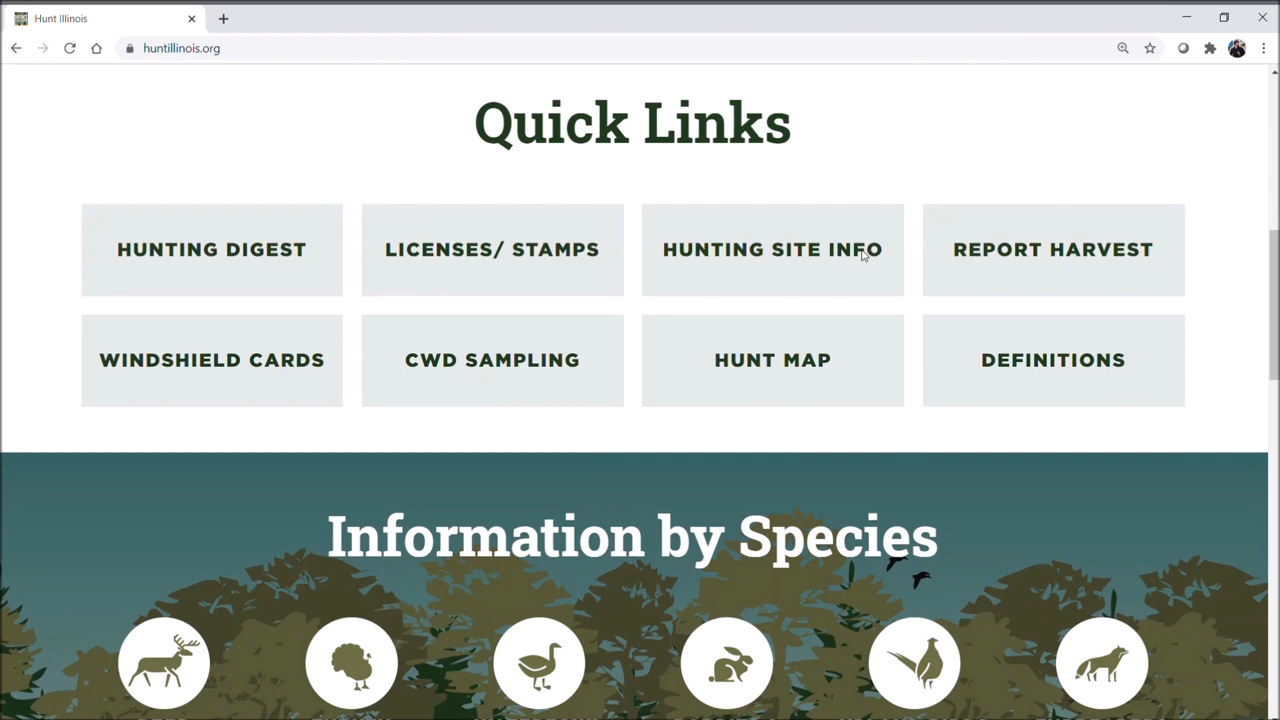 Hunt Illinois
huntillinois.org
Quick Links
HUNTING DIGEST
LICENSES/ STAMPS
HUNTING SITE INFO
REPORT HARVEST
WINDSHIELD CARDS
CWD SAMPLING
HUNT MAP
DEFINITIONS
Information by Species